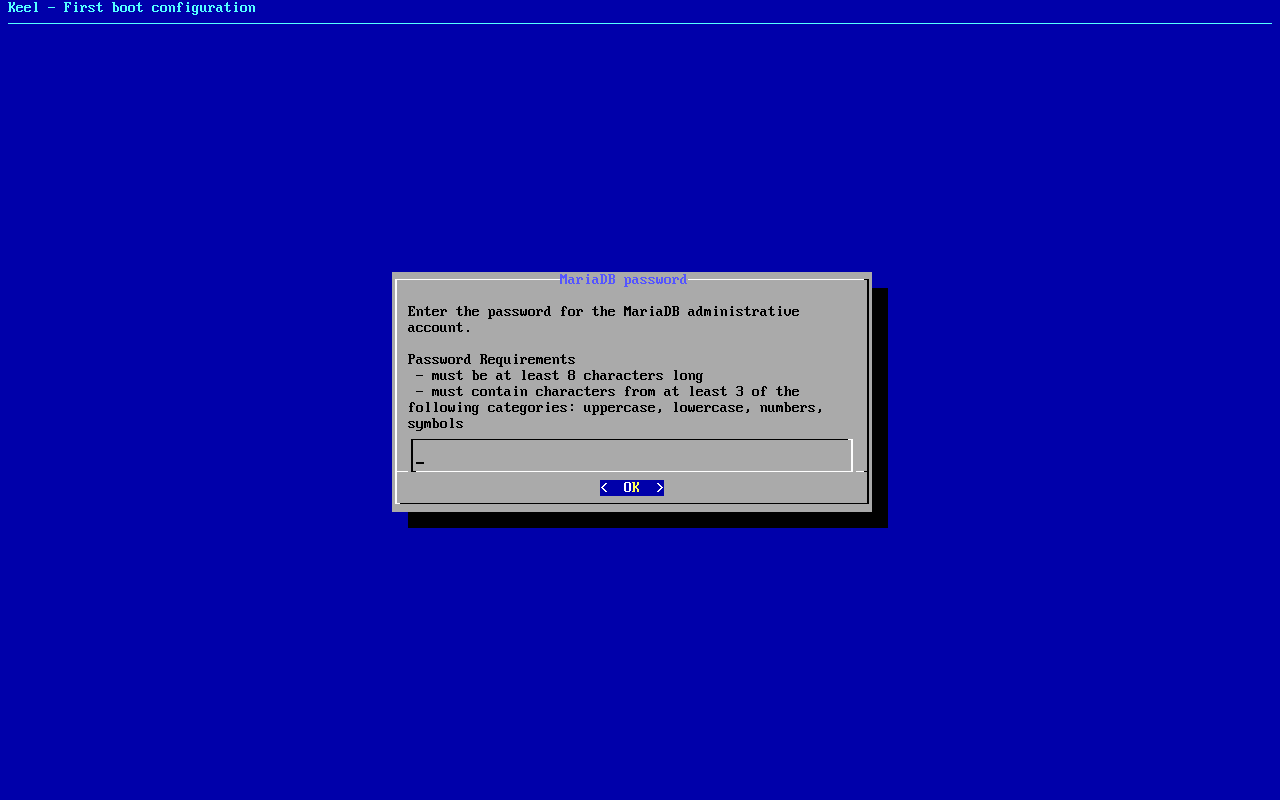 Keel - First boot configuration
MariaDB password
Enter the password for the MariaDB administrative
account.
Password Requirements
- must be at least 8 characters long
- must contain characters from at least 3 of the
following categories: uppercase, lowercase, numbers,
symbols
< OK >